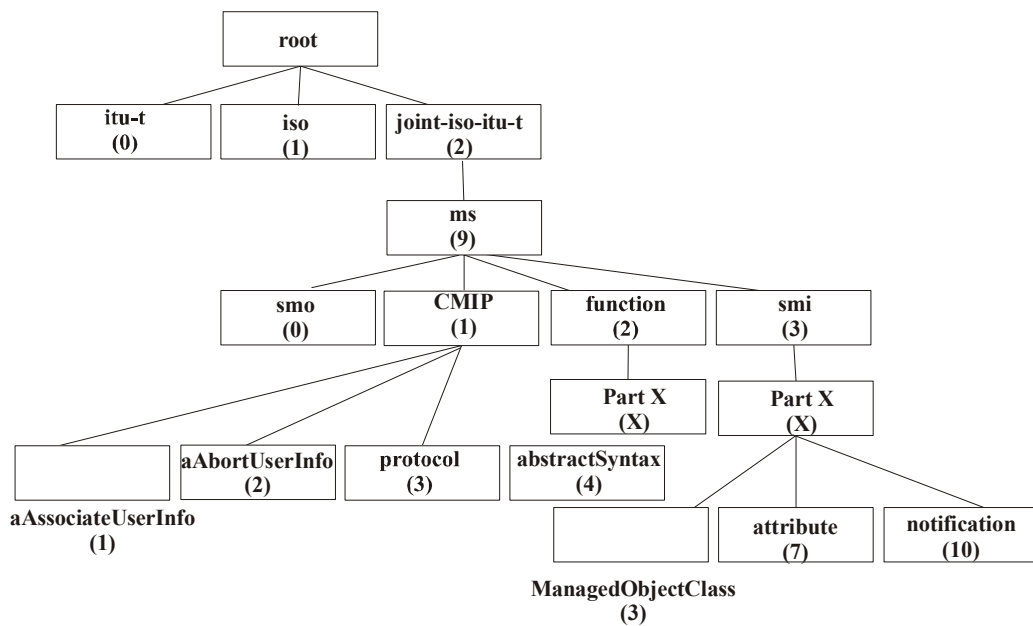 root
itu-t
(0)
iso
(1)
joint-iso-itu-t
(2)
ms
(9)
smo
(0)
CMIP
(1)
function
(2)
smi
(3)
Part X
(X)
Part X
(X)
aAssociateUserInfo
(1)
aAbortUserInfo
(2)
protocol
(3)
abstractSyntax
(4)
ManagedObjectClass
(3)
attribute
(7)
notification
(10)